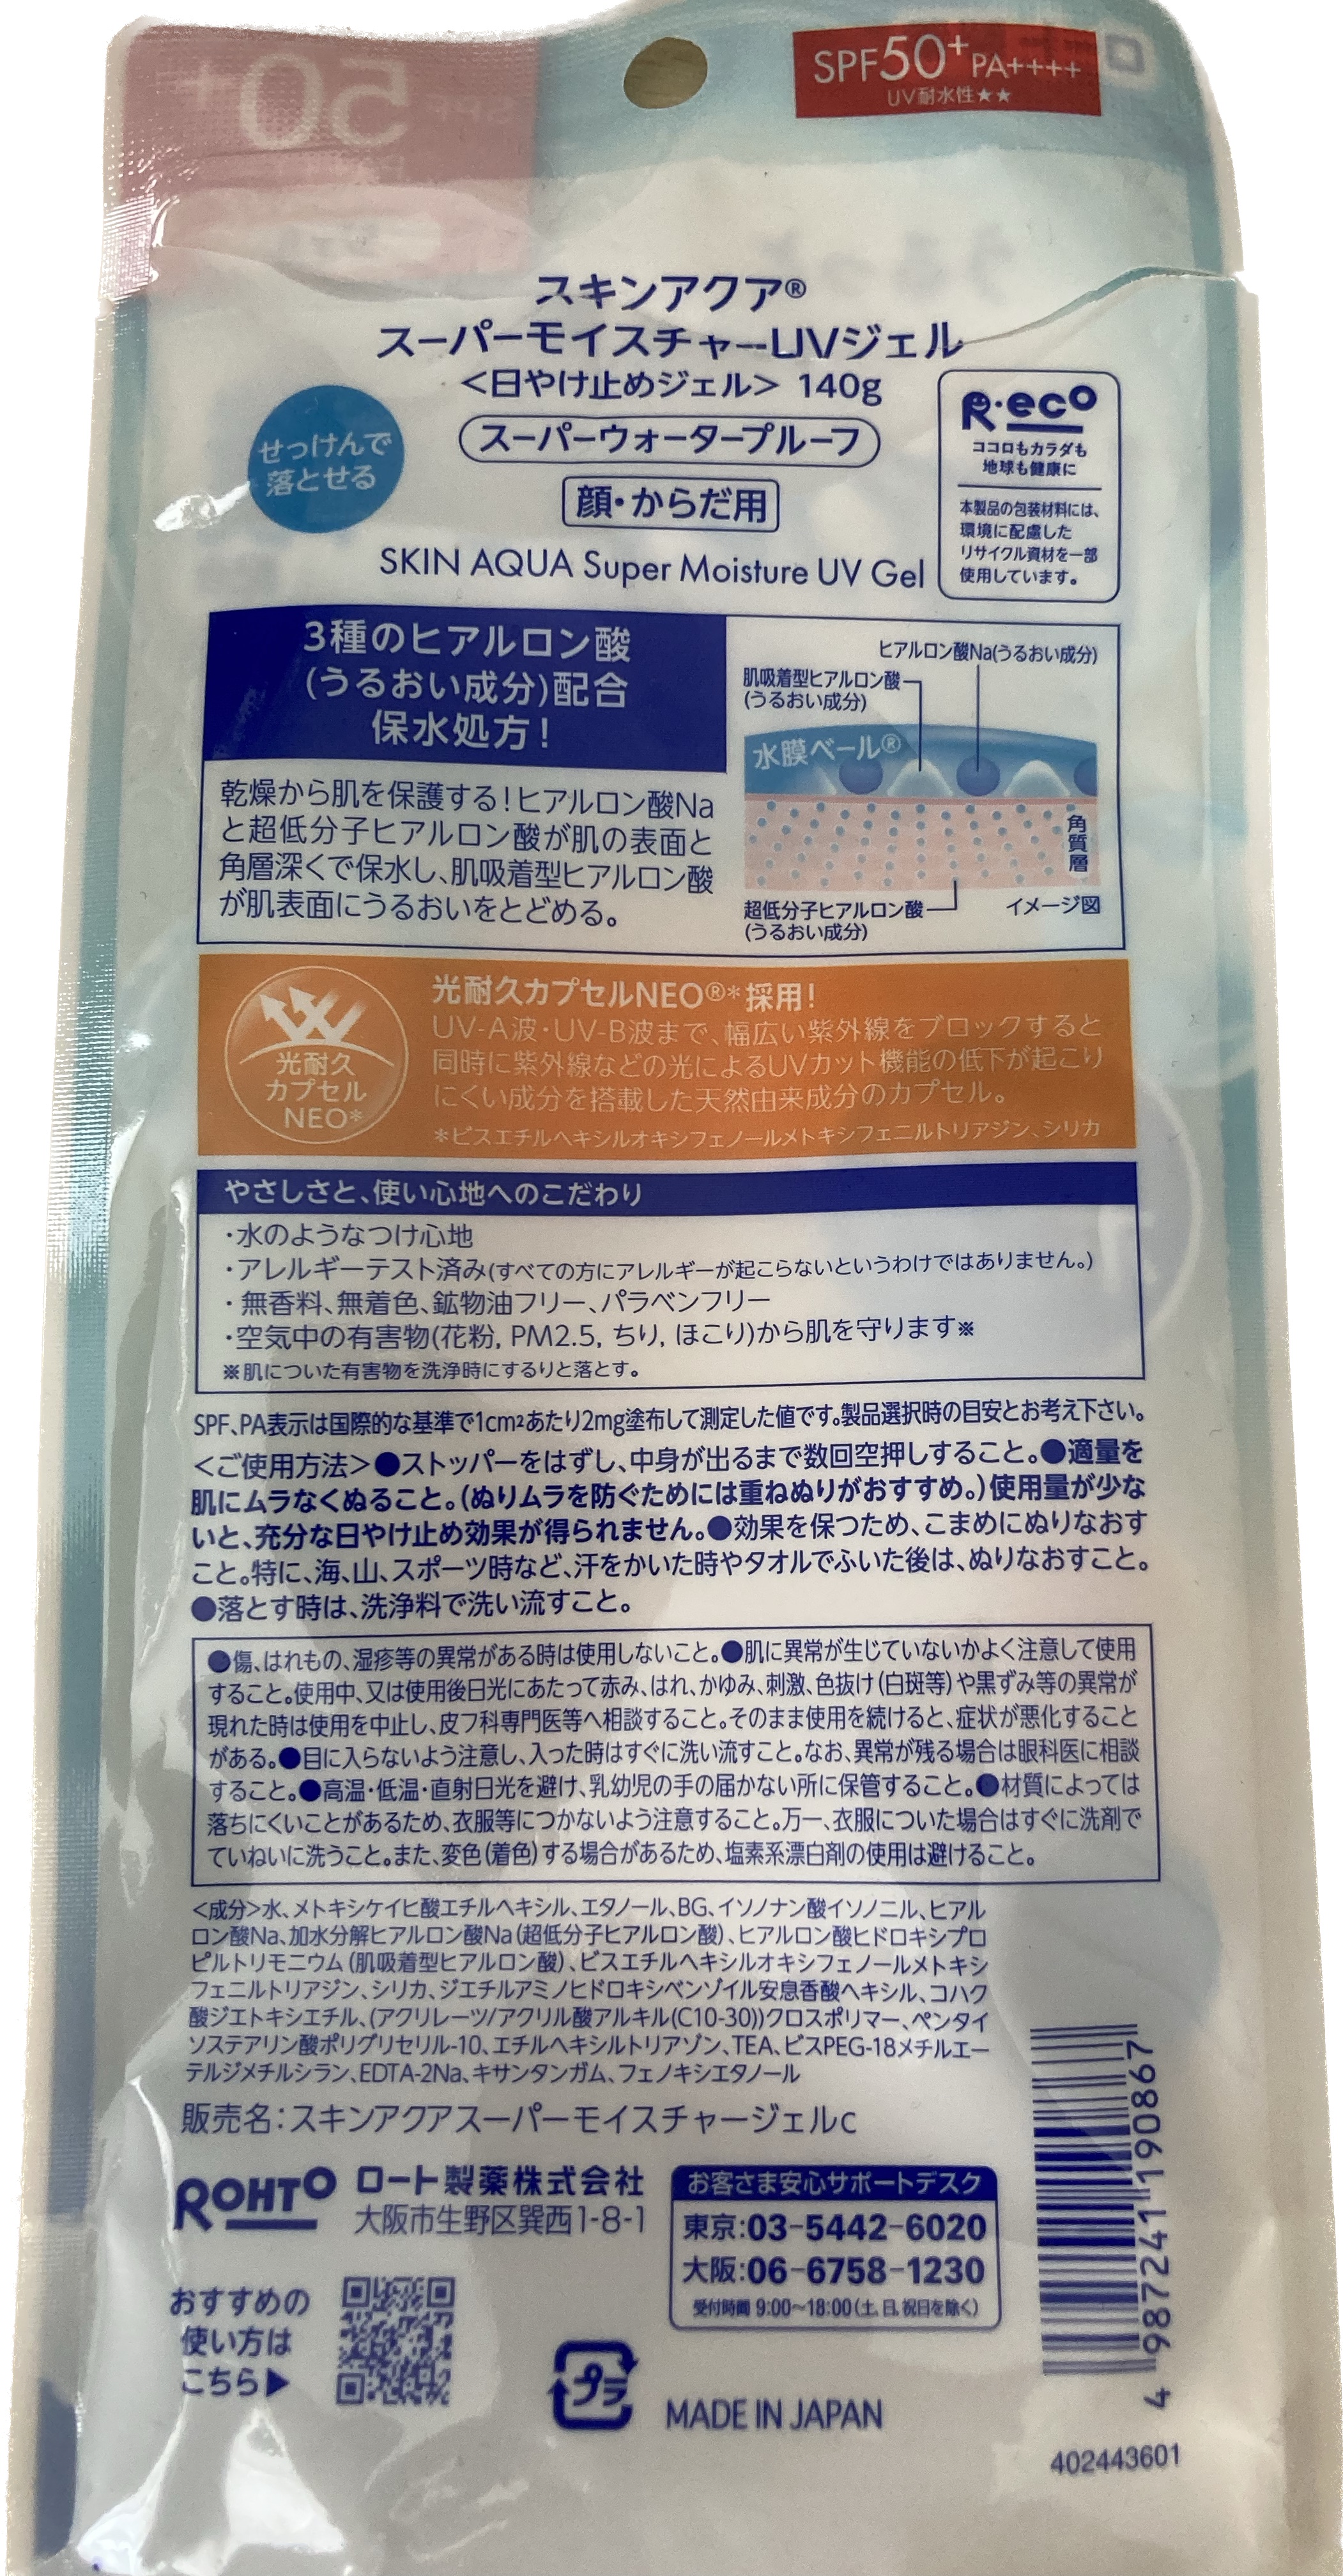 SPF50+ PA++++
UV耐水性★★
スキンアクア®
スーパーモイスチャーUVジェル
<日やけ止めジェル> 140g
せっけんで
落とせる
スーパーウォータープルーフ
顔・からだ用
SKIN AQUA Super Moisture UV Gel
R・eco
ココロもカラダも
地球も健康に
本製品の包装材料には、
環境に配慮した
リサイクル資材を一部
使用しています。
3種のヒアルロン酸
(うるおい成分)配合
保水処方!
乾燥から肌を保護する!ヒアルロン酸Na
と超低分子ヒアルロン酸が肌の表面と
角層深くで保水し、肌吸着型ヒアルロン酸
が肌表面にうるおいをとどめる。
ヒアルロン酸Na(うるおい成分)
肌吸着型ヒアルロン酸
(うるおい成分)
水膜ベール®
角質層
超低分子ヒアルロン酸
(うるおい成分)
イメージ図
光耐久
カプセル
NEO*
光耐久カプセルNEO®*採用!
UV-A波・UV-B波まで、幅広い紫外線をブロックすると
同時に紫外線などの光によるUVカット機能の低下が起こり
にくい成分を搭載した天然由来成分のカプセル。
*ビスエチルヘキシルオキシフェノールメトキシフェニルトリアジン、シリカ
やさしさと、使い心地へのこだわり
・水のようなつけ心地
・アレルギーテスト済み(すべての方にアレルギーが起こらないというわけではありません。)
・無香料、無着色、鉱物油フリー、パラベンフリー
・空気中の有害物(花粉, PM2.5, ちり, ほこり)から肌を守ります※
※肌についた有害物を洗浄時にするりと落とす。
SPF、PA表示は国際的な基準で1cm²あたり2mg塗布して測定した値です。製品選択時の目安とお考え下さい。
<ご使用方法>●ストッパーをはずし、中身が出るまで数回空押しすること。●適量を
肌にムラなくぬること。(ぬりムラを防ぐためには重ねぬりがおすすめ。)使用量が少な
いと、充分な日やけ止め効果が得られません。●効果を保つため、こまめにぬりなおす
こと。特に、海、山、スポーツ時など、汗をかいた時やタオルでふいた後は、ぬりなおすこと。
●落とす時は、洗浄料で洗い流すこと。
●傷、はれもの、湿疹等の異常がある時は使用しないこと。●肌に異常が生じていないかよく注意して使用
すること。使用中、又は使用後日光にあたって赤み、はれ、かゆみ、刺激、色抜け(白斑等)や黒ずみ等の異常が
現れた時は使用を中止し、皮フ科専門医等へ相談すること。そのまま使用を続けると、症状が悪化すること
がある。●目に入らないよう注意し、入った時はすぐに洗い流すこと。なお、異常が残る場合は眼科医に相談
すること。●高温・低温・直射日光を避け、乳幼児の手の届かない所に保管すること。●材質によっては
落ちにくいことがあるため、衣服等につかないよう注意すること。万一、衣服についた場合はすぐに洗剤で
ていねいに洗うこと。また、変色(着色)する場合があるため、塩素系漂白剤の使用は避けること。
<成分>水、メトキシケイヒ酸エチルヘキシル、エタノール、BG、イソノナン酸イソノニル、ヒアル
ロン酸Na、加水分解ヒアルロン酸Na(超低分子ヒアルロン酸)、ヒアルロン酸ヒドロキシプロ
ピルトリモニウム(肌吸着型ヒアルロン酸)、ビスエチルヘキシルオキシフェノールメトキシ
フェニルトリアジン、シリカ、ジエチルアミノヒドロキシベンゾイル安息香酸ヘキシル、コハク
酸ジエトキシエチル、(アクリレーツ/アクリル酸アルキル(C10-30))クロスポリマー、ペンタイ
ソステアリン酸ポリグリセリル-10、エチルヘキシルトリアゾン、TEA、ビスPEG-18メチルエー
テルジメチルシラン、EDTA-2Na、キサンタンガム、フェノキシエタノール
販売名:スキンアクアスーパーモイスチャージェルc
ROHTO ロート製薬株式会社
大阪市生野区巽西1-8-1
お客さま安心サポートデスク
東京:03-5442-6020
大阪:06-6758-1230
受付時間 9:00~18:00(土, 日, 祝日を除く)
おすすめの
使い方は
こちら▶
プラ
MADE IN JAPAN
4 987241 190867
402443601